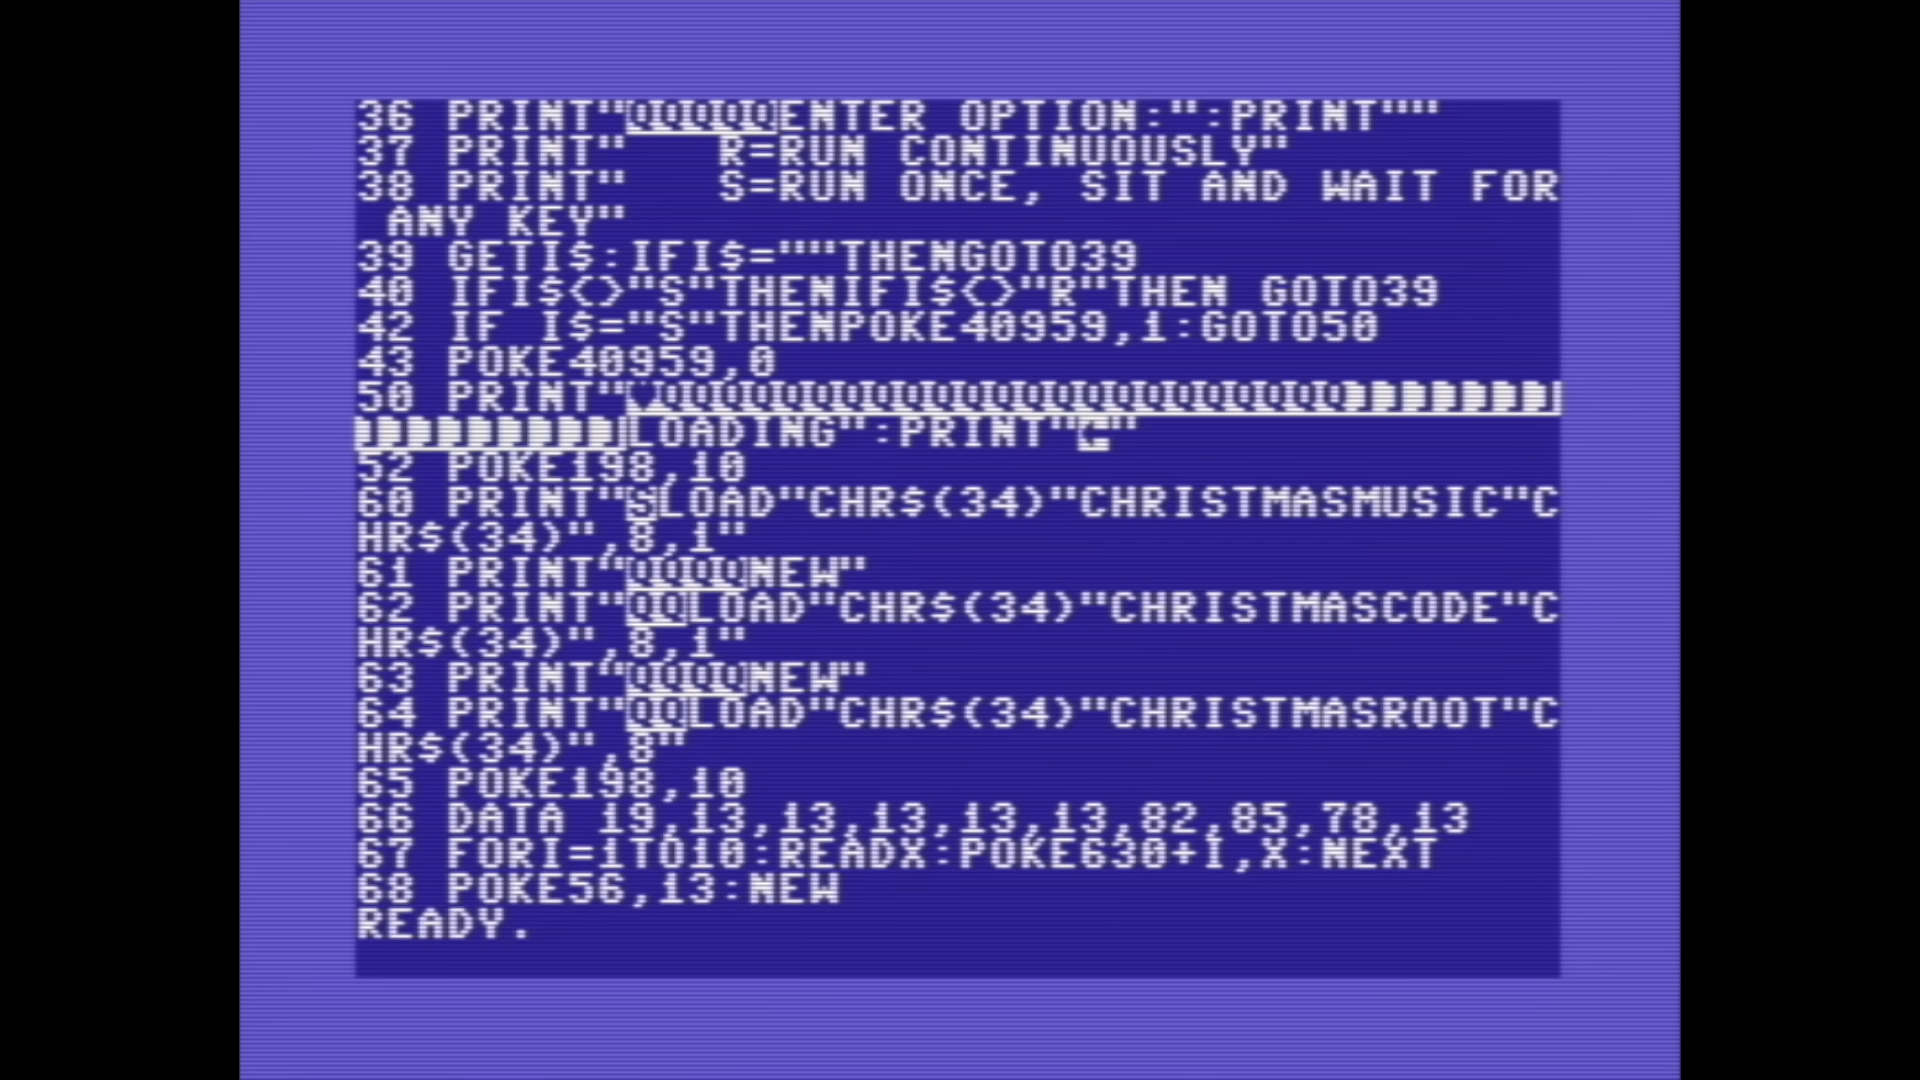 36 PRINT"QQQQQENTER OPTION:":PRINT""
37 PRINT"   R=RUN CONTINUOUSLY"
38 PRINT"   S=RUN ONCE, SIT AND WAIT FOR
 ANY KEY"
39 GETI$:IFI$=""THENGOTO39
40 IFI$<>"S"THENIFI$<>"R"THEN GOTO39
42 IF I$="S"THENPOKE40959,1:GOTO50
43 POKE40959,0
50 PRINT"♥QQQQQQQQQQQQQQQQQQQQQQQ
LOADING":PRINT""
52 POKE198,10
60 PRINT"SLOAD"CHR$(34)"CHRISTMASMUSIC"C
HR$(34)",8,1"
61 PRINT"QQQQNEW"
62 PRINT"QQLOAD"CHR$(34)"CHRISTMASCODE"C
HR$(34)",8,1"
63 PRINT"QQQQNEW"
64 PRINT"QQLOAD"CHR$(34)"CHRISTMASROOT"C
HR$(34)",8"
65 POKE198,10
66 DATA 19,13,13,13,13,13,82,85,78,13
67 FORI=1TO10:READX:POKE630+I,X:NEXT
68 POKE56,13:NEW
READY.